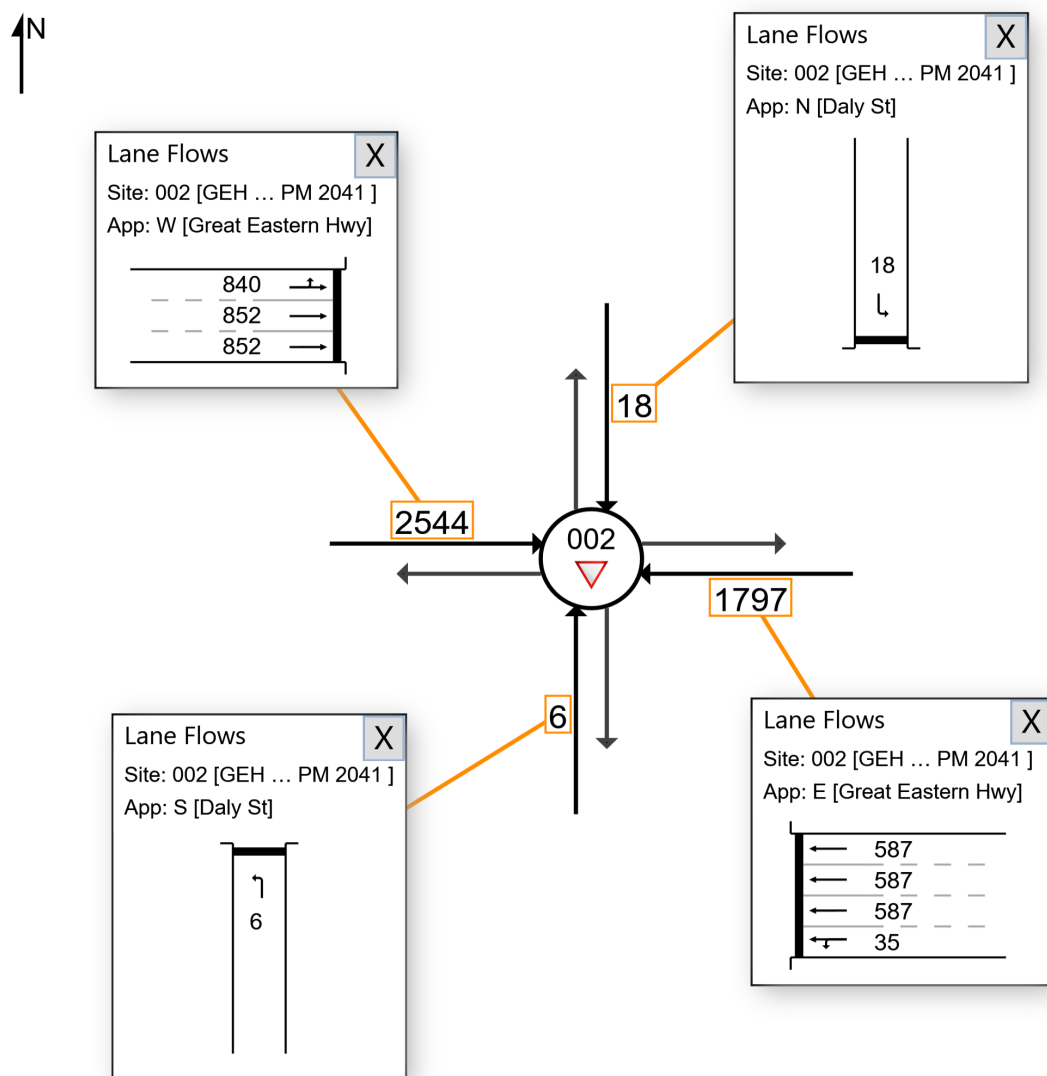 N
Lane Flows X
Site: 002 [GEH … PM 2041 ]
App: N [Daly St]
18
Lane Flows X
Site: 002 [GEH … PM 2041 ]
App: W [Great Eastern Hwy]
840
852
852
18
2544
002
1797
6
Lane Flows X
Site: 002 [GEH … PM 2041 ]
App: S [Daly St]
6
Lane Flows X
Site: 002 [GEH … PM 2041 ]
App: E [Great Eastern Hwy]
587
587
587
35